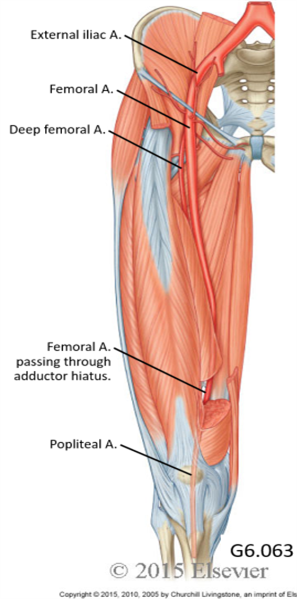 External iliac A.
Femoral A.
Deep femoral A.
Femoral A.
passing through
adductor hiatus.
Popliteal A.
G6.063
© 2015 Elsevier
Copyright © 2015, 2010, 2005 by Churchill Livingstone, an imprint of Els